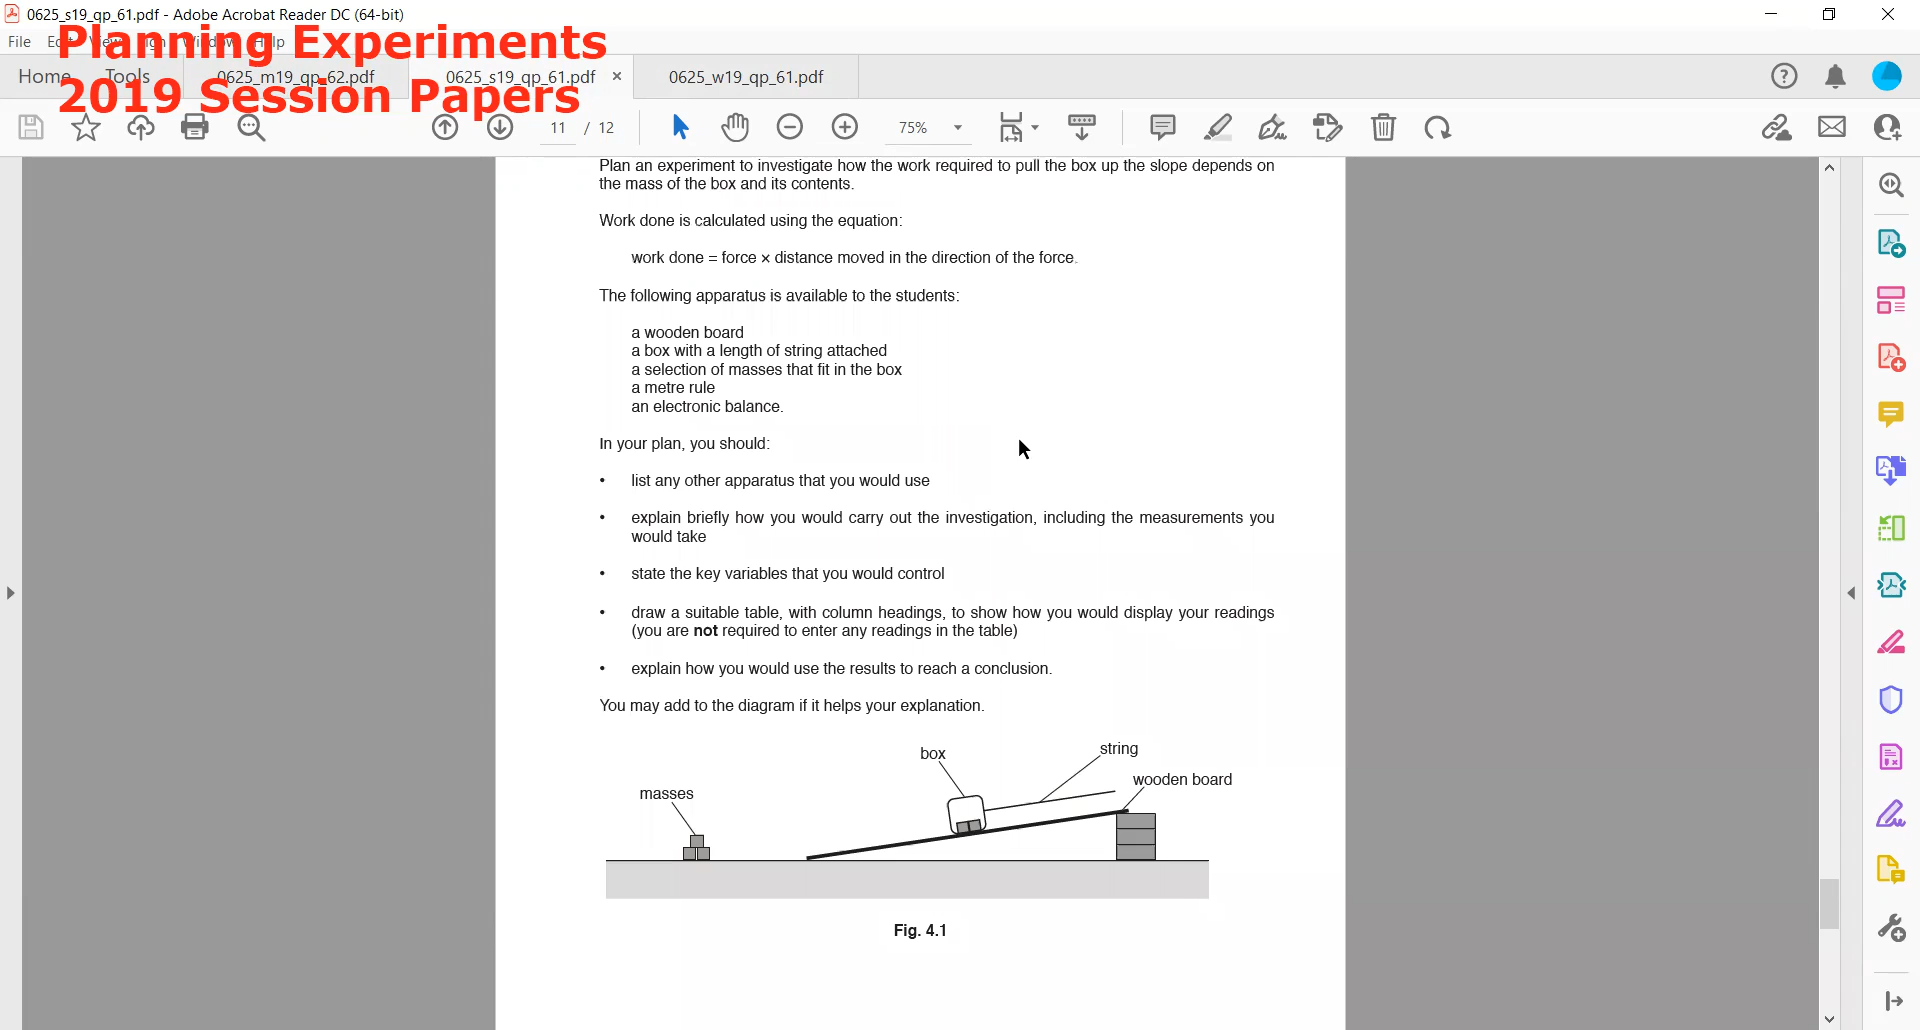 0625_s19_qp_61.pdf - Adobe Acrobat Reader DC (64-bit)
Planning Experiments
File Edit View Sign Window Help
Home Tools 0625_m19_qp_62.pdf 0625_s19_qp_61.pdf × 0625_w19_qp_61.pdf
2019 Session Papers
11 / 12 75%
Plan an experiment to investigate how the work required to pull the box up the slope depends on
the mass of the box and its contents.
Work done is calculated using the equation:
work done = force × distance moved in the direction of the force.
The following apparatus is available to the students:
a wooden board
a box with a length of string attached
a selection of masses that fit in the box
a metre rule
an electronic balance.
In your plan, you should:
• list any other apparatus that you would use
• explain briefly how you would carry out the investigation, including the measurements you
would take
• state the key variables that you would control
• draw a suitable table, with column headings, to show how you would display your readings
(you are not required to enter any readings in the table)
• explain how you would use the results to reach a conclusion.
You may add to the diagram if it helps your explanation.
string
box
wooden board
masses
Fig. 4.1